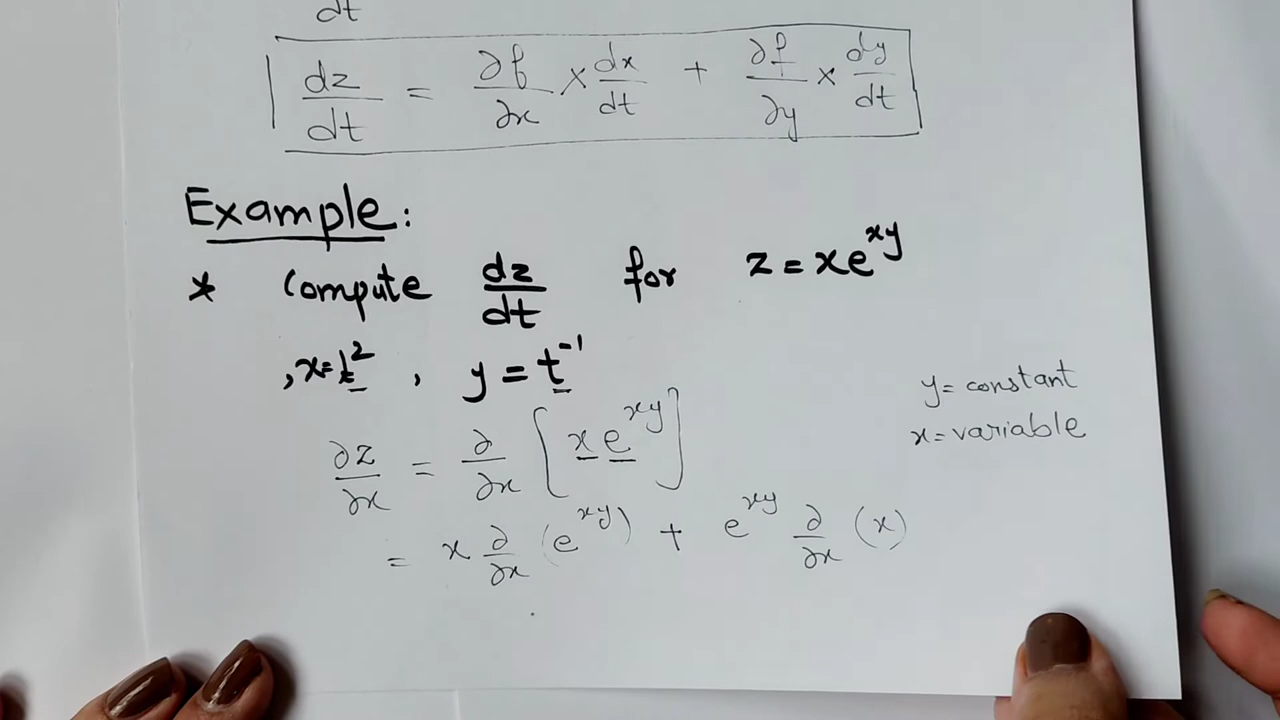 dt
dz/dt = ∂f/∂x × dx/dt + ∂f/∂y × dy/dt
Example:
* Compute dz/dt for z = xe^xy
, x = t^2 , y = t^-1
y = constant
x = variable
∂z/∂x = ∂/∂x [x e^xy]
= x ∂/∂x (e^xy) + e^xy ∂/∂x (x)